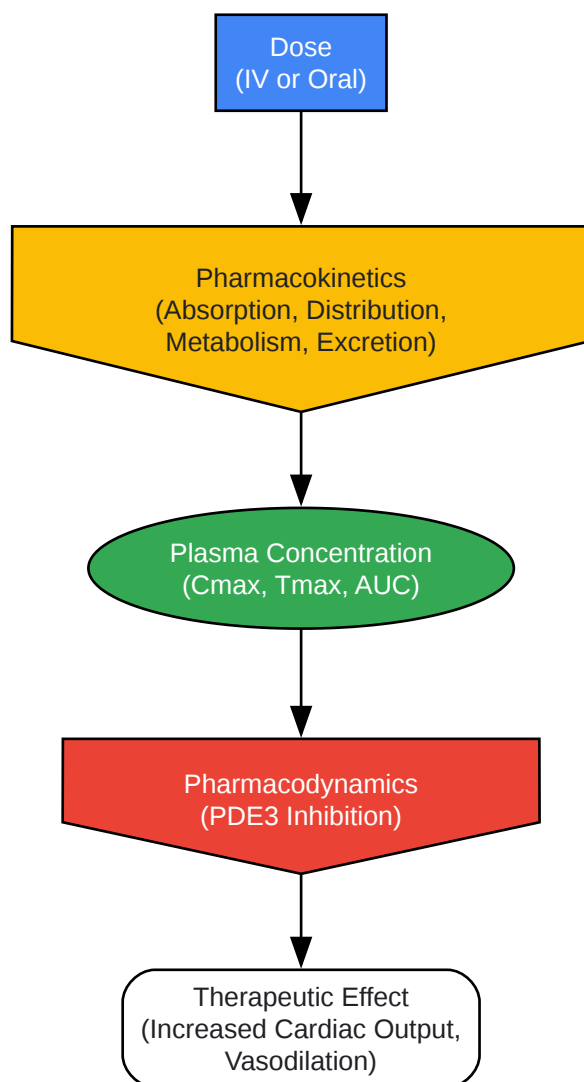 Dose
(IV or Oral)
Pharmacokinetics
(Absorption, Distribution,
Metabolism, Excretion)
Plasma Concentration
(Cmax, Tmax, AUC)
Pharmacodynamics
(PDE3 Inhibition)
Therapeutic Effect
(Increased Cardiac Output,
Vasodilation)